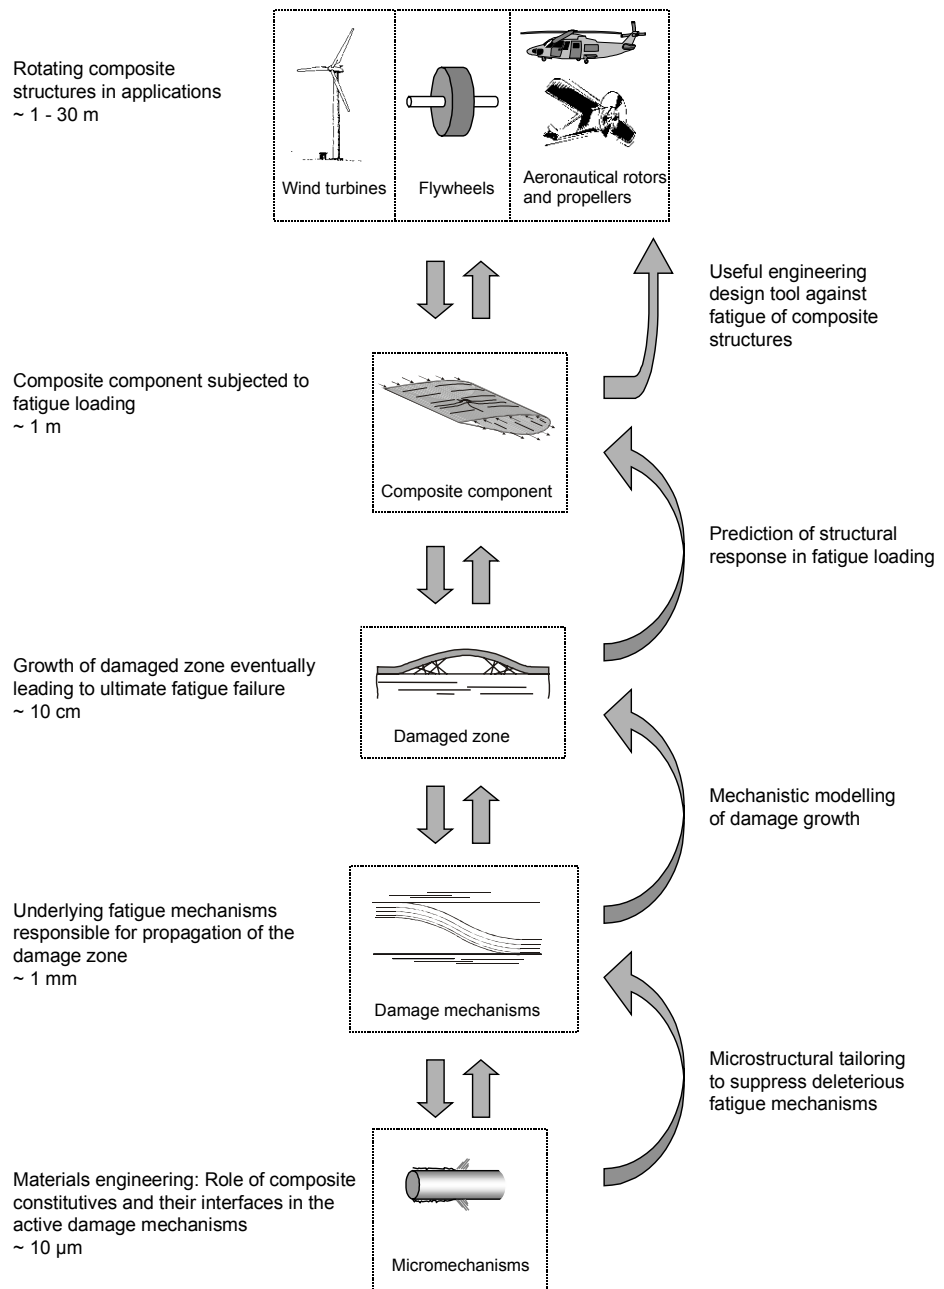 Rotating composite
structures in applications
~ 1 - 30 m
Wind turbines
Flywheels
Aeronautical rotors
and propellers
Useful engineering
design tool against
fatigue of composite
structures
Composite component subjected to
fatigue loading
~ 1 m
Composite component
Prediction of structural
response in fatigue loading
Growth of damaged zone eventually
leading to ultimate fatigue failure
~ 10 cm
Damaged zone
Mechanistic modelling
of damage growth
Underlying fatigue mechanisms
responsible for propagation of the
damage zone
~ 1 mm
Damage mechanisms
Microstructural tailoring
to suppress deleterious
fatigue mechanisms
Materials engineering: Role of composite
constitutives and their interfaces in the
active damage mechanisms
~ 10 µm
Micromechanisms